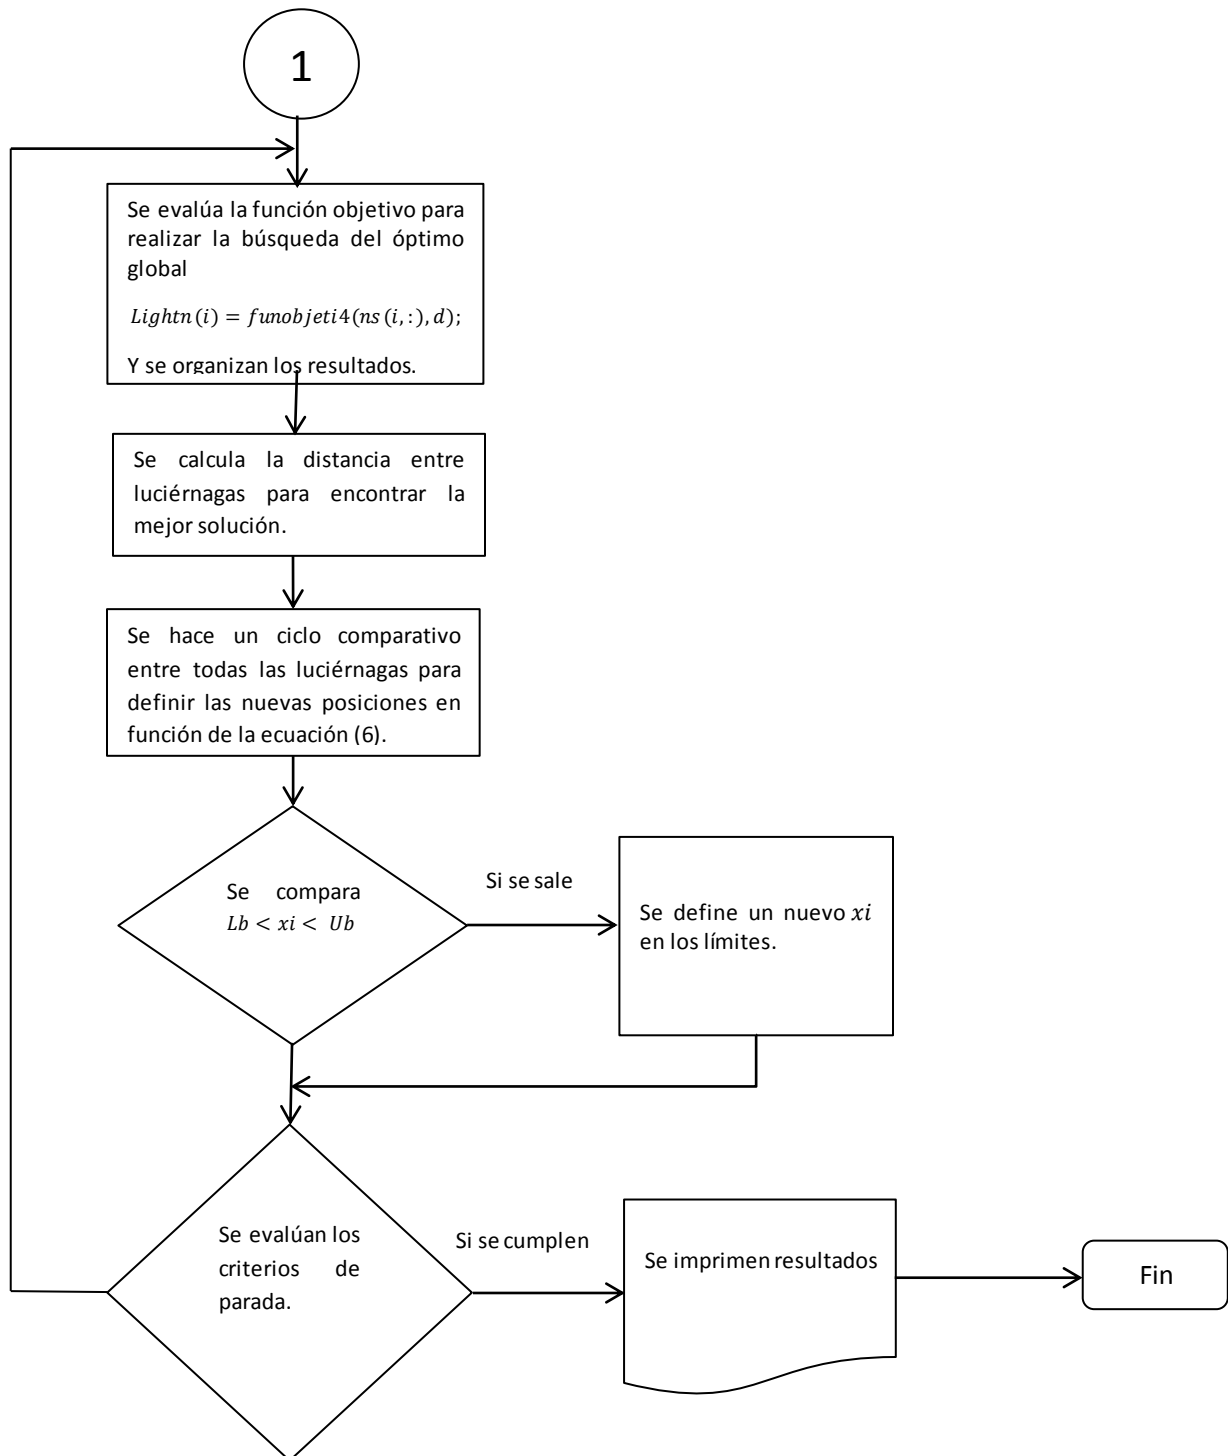 1
Se evalúa la función objetivo para
realizar la búsqueda del óptimo
global
Lightn(i) = funobjeti4(ns(i,:),d);
Y se organizan los resultados.
Se calcula la distancia entre
luciérnagas para encontrar la
mejor solución.
Se hace un ciclo comparativo
entre todas las luciérnagas para
definir las nuevas posiciones en
función de la ecuación (6).
Se compara
Lb < xi < Ub
Si se sale
Se define un nuevo xi
en los límites.
Se evalúan los
criterios de
parada.
Si se cumplen
Se imprimen resultados
Fin